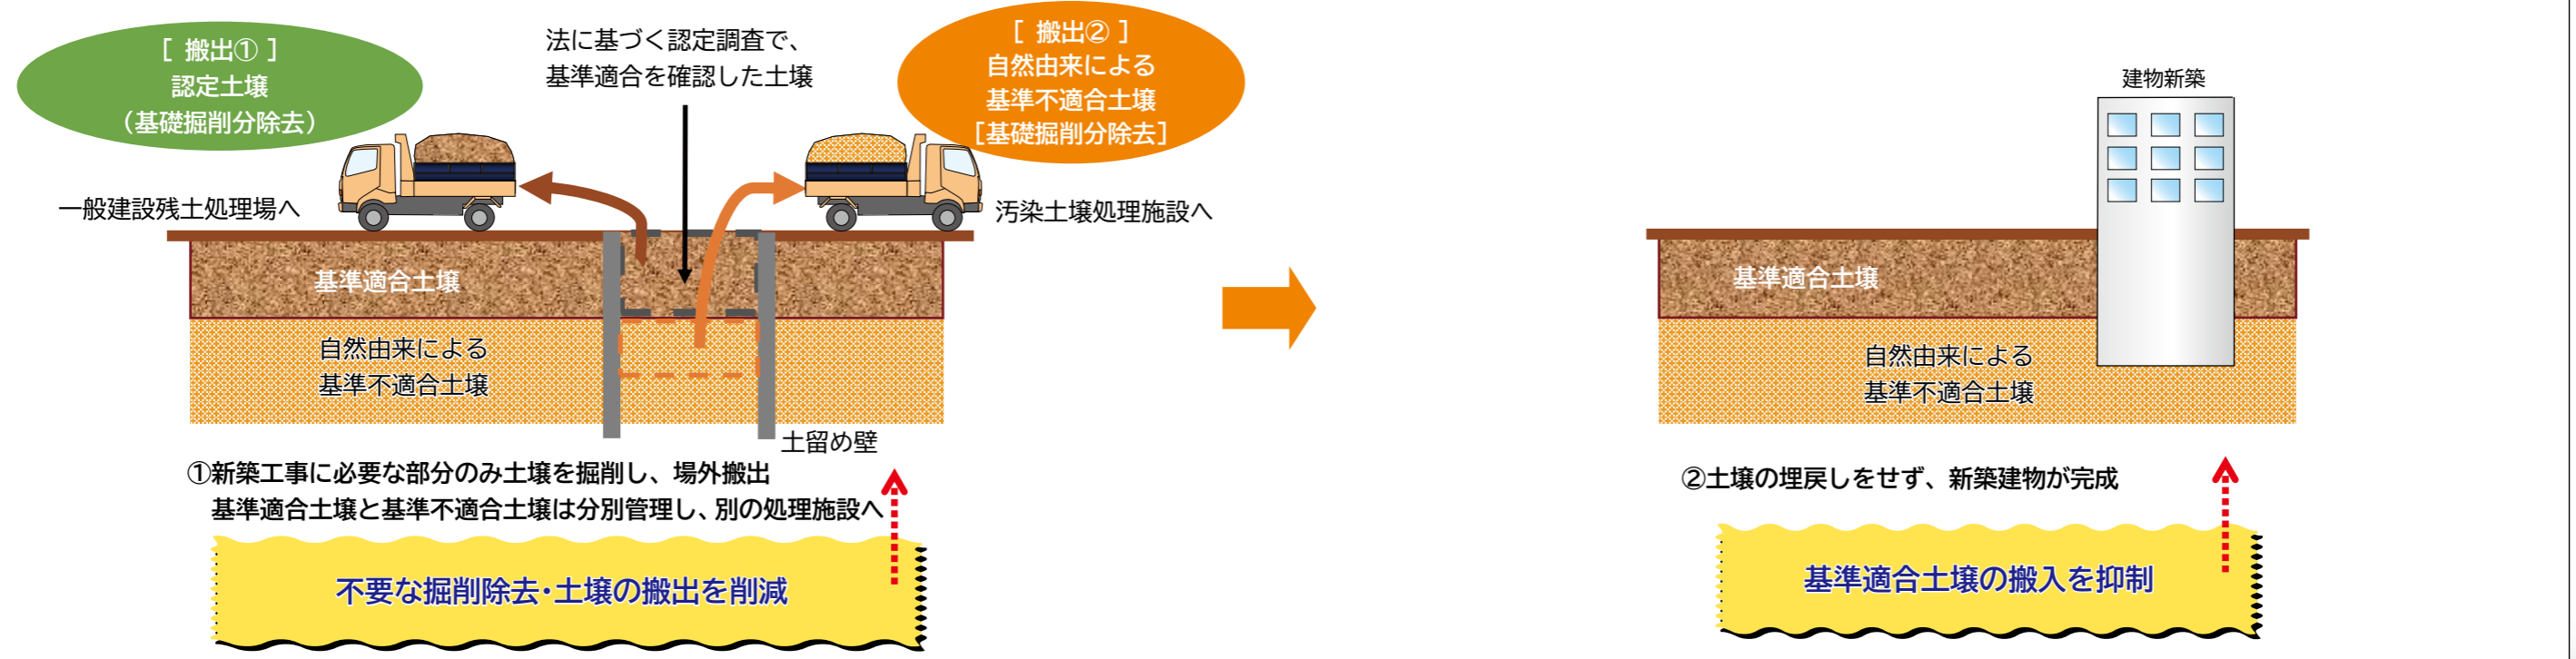 [ 搬出① ]
認定土壌
（基礎掘削分除去）
法に基づく認定調査で、
基準適合を確認した土壌
[ 搬出② ]
自然由来による
基準不適合土壌
[基礎掘削分除去]
一般建設残土処理場へ
汚染土壌処理施設へ
基準適合土壌
自然由来による
基準不適合土壌
土留め壁
①新築工事に必要な部分のみ土壌を掘削し、場外搬出
基準適合土壌と基準不適合土壌は分別管理し、別の処理施設へ
不要な掘削除去・土壌の搬出を削減
建物新築
基準適合土壌
自然由来による
基準不適合土壌
②土壌の埋戻しをせず、新築建物が完成
基準適合土壌の搬入を抑制